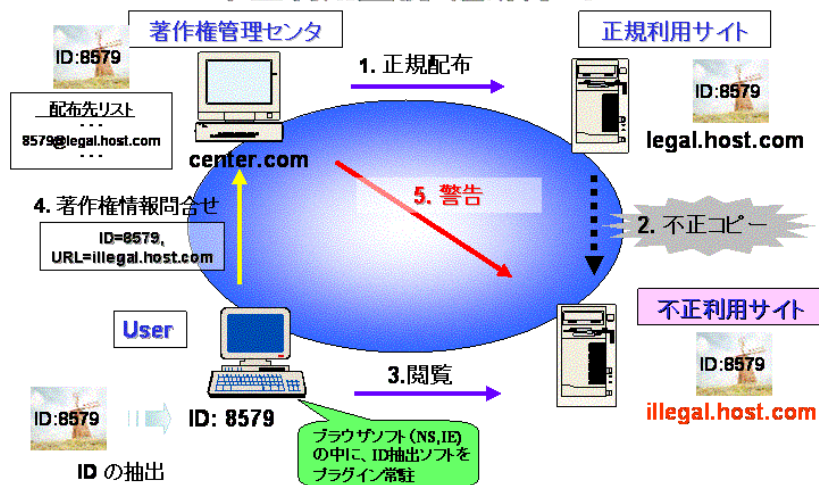 著作権管理センタ
正規利用サイト
ID:8579
1. 正規配布
ID:8579
配布先リスト
- - -
8579@legal.host.com
- - -
center.com
legal.host.com
5. 警告
4. 著作権情報問合せ
2. 不正コピー
ID=8579,
URL=illegal.host.com
User
不正利用サイト
3.閲覧
ID:8579
illegal.host.com
ID:8579
ID: 8579
ID の抽出
ブラウザソフト(NS,IE)
の中に、ID抽出ソフトを
プラグイン常駐